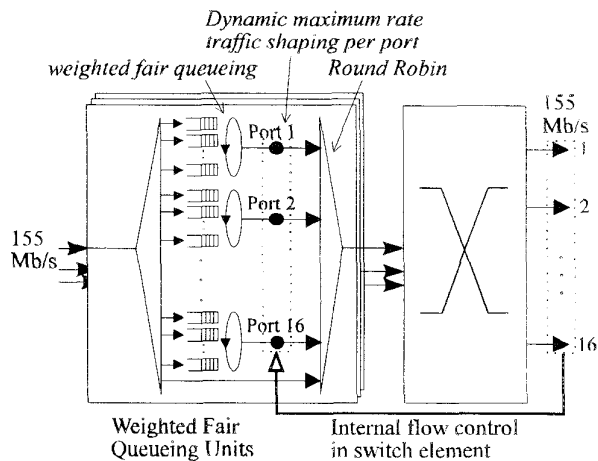 Dynamic maximum rate
traffic shaping per port
weighted fair queueing
Round Robin
155
Mb/s
Port 1
1
Port 2
2
155
Mb/s
Port 16
16
Weighted Fair
Queueing Units
Internal flow control
in switch element